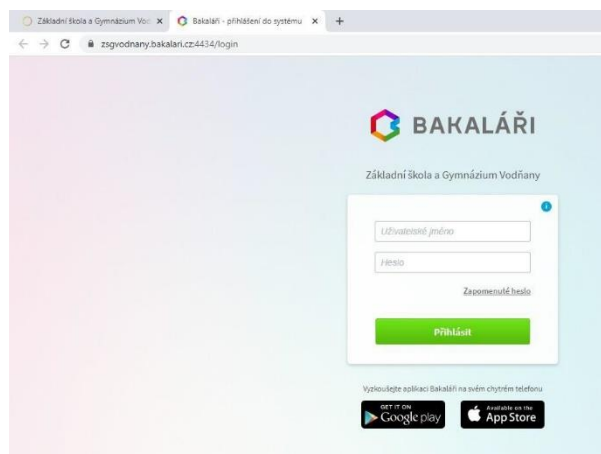 Základní škola a Gymnázium Vod
Bakaláři - přihlášení do systému
zsgvodnany.bakalari.cz:4434/login
BAKALÁŘI
Základní škola a Gymnázium Vodňany
Uživatelské jméno
Heslo
Zapomenuté heslo
Přihlásit
Vyzkoušejte aplikaci Bakaláři na svém chytrém telefonu
GET IT ON
Google play
Available on the
App Store